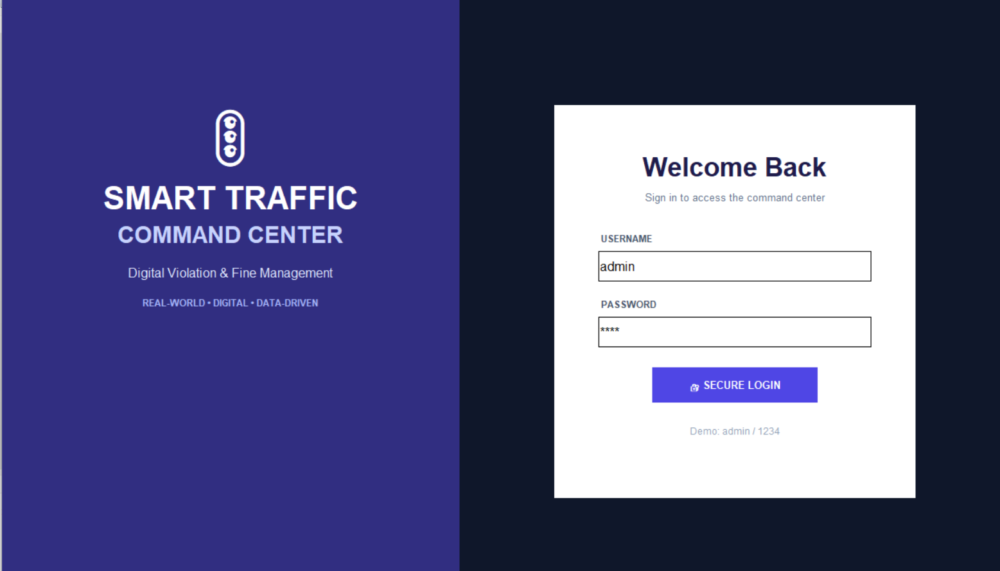 SMART TRAFFIC
COMMAND CENTER
Digital Violation & Fine Management
REAL-WORLD • DIGITAL • DATA-DRIVEN
Welcome Back
Sign in to access the command center
USERNAME
admin
PASSWORD
****
SECURE LOGIN
Demo: admin / 1234